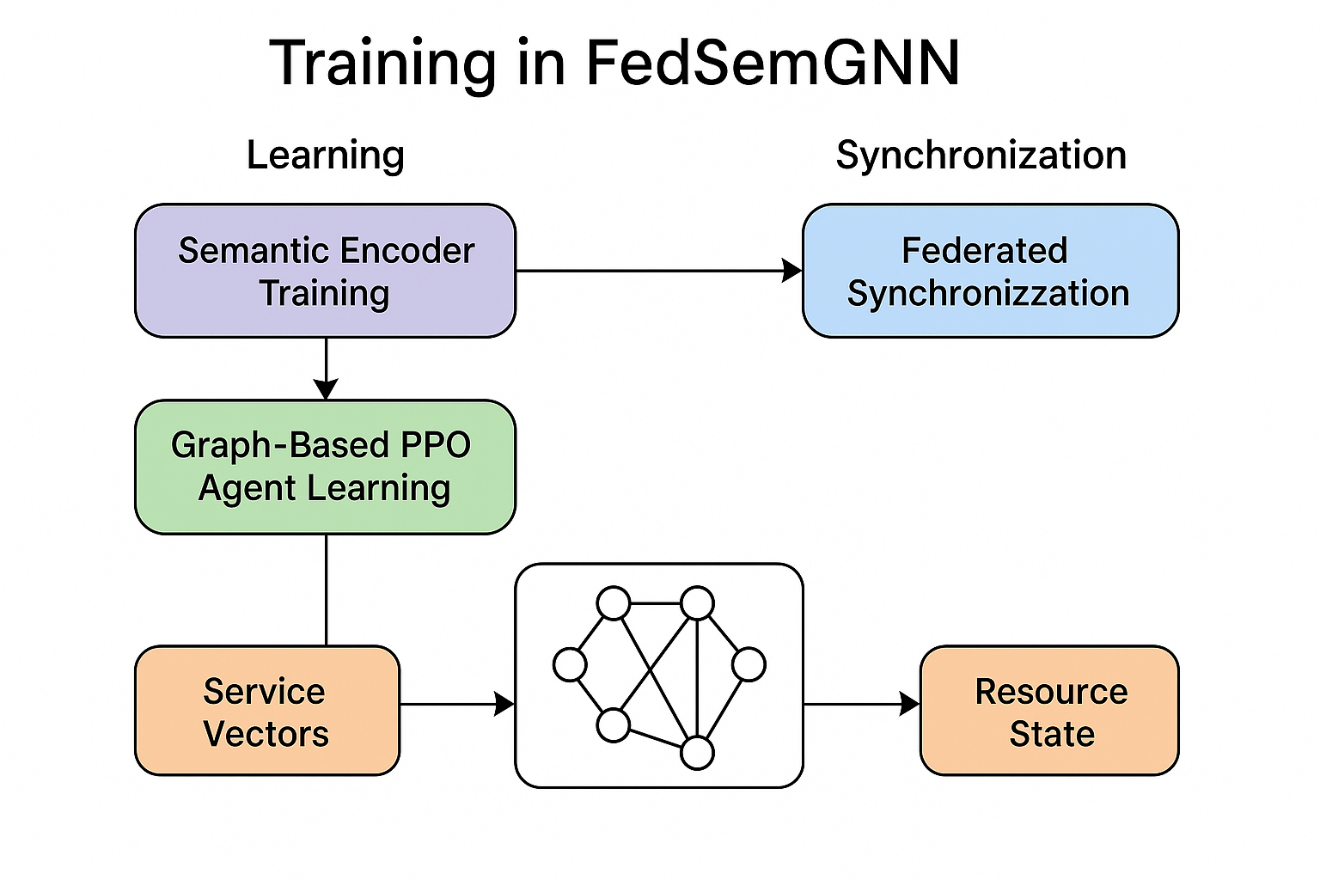 Training in FedSemGNN
Learning
Synchronization
Semantic Encoder
Training
Federated
Synchronizzation
Graph-Based PPO
Agent Learning
Service
Vectors
Resource
State